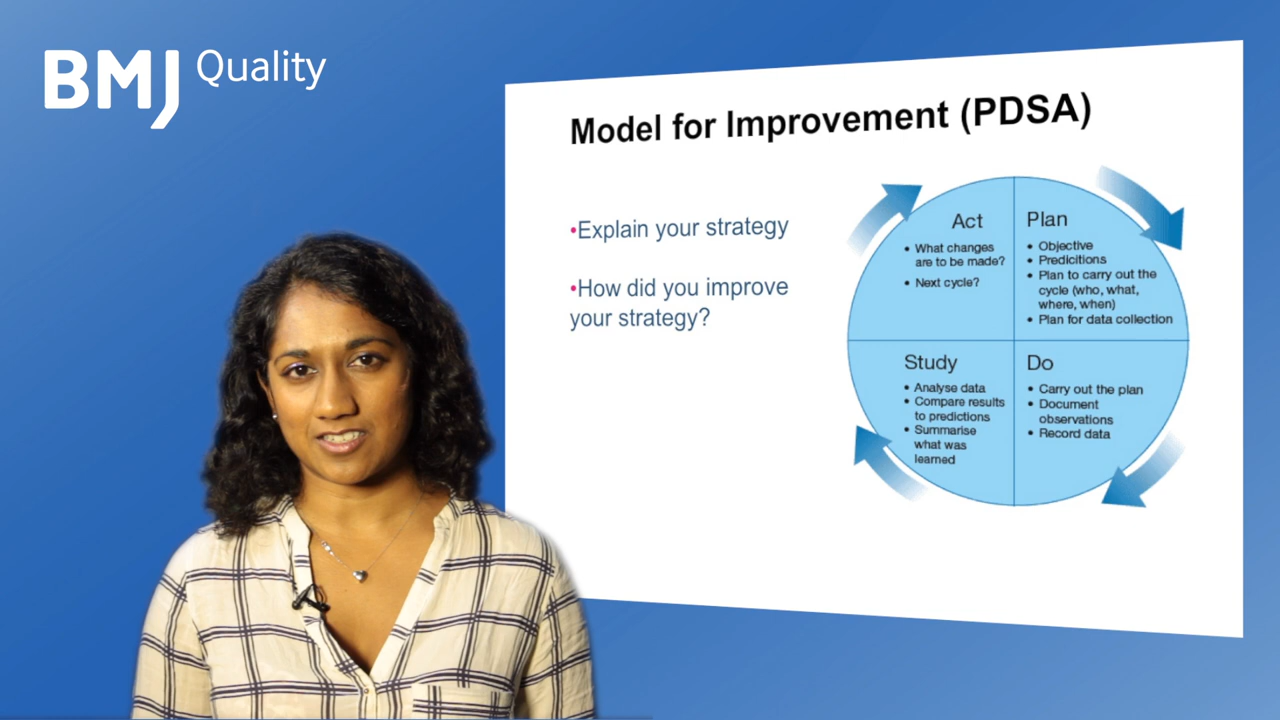 BMJ Quality
Model for Improvement (PDSA)
•Explain your strategy
•How did you improve
your strategy?
Act
• What changes
are to be made?
• Next cycle?
Plan
• Objective
• Predicitions
• Plan to carry out the
cycle (who, what,
where, when)
• Plan for data collection
Study
• Analyse data
• Compare results
to predictions
• Summarise
what was
learned
Do
• Carry out the plan
• Document
observations
• Record data